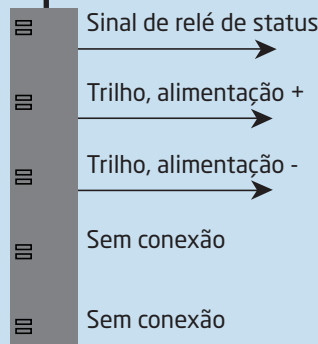 Sinal de relé de status
Trilho, alimentação +
Trilho, alimentação -
Sem conexão
Sem conexão